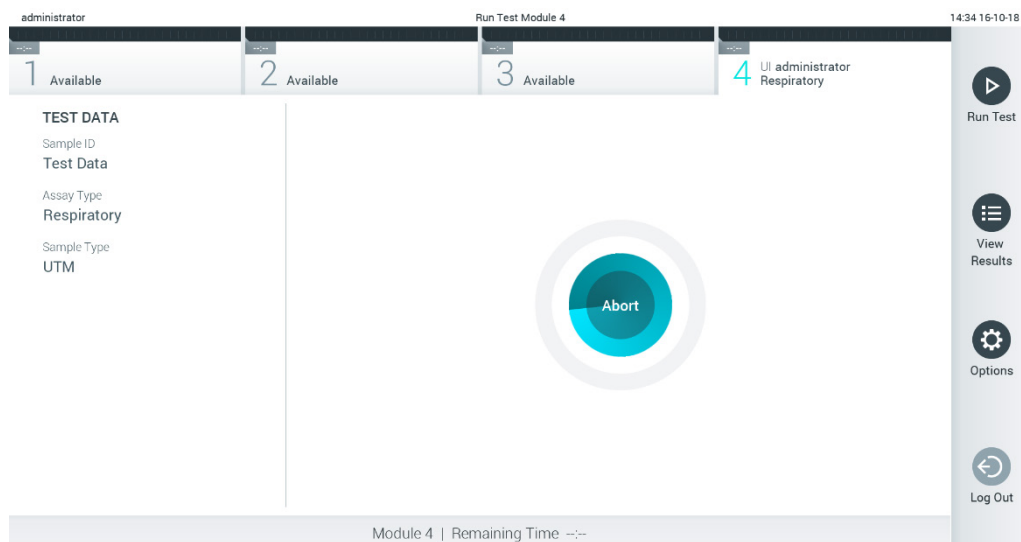 administrator
Run Test Module 4
14:34 16-10-18
--:--
--:--
--:--
--:--
1 Available
2 Available
3 Available
4 UI administrator
Respiratory
TEST DATA
Sample ID
Test Data
Assay Type
Respiratory
Sample Type
UTM
Abort
Run Test
View
Results
Options
Log Out
Module 4 | Remaining Time --:--